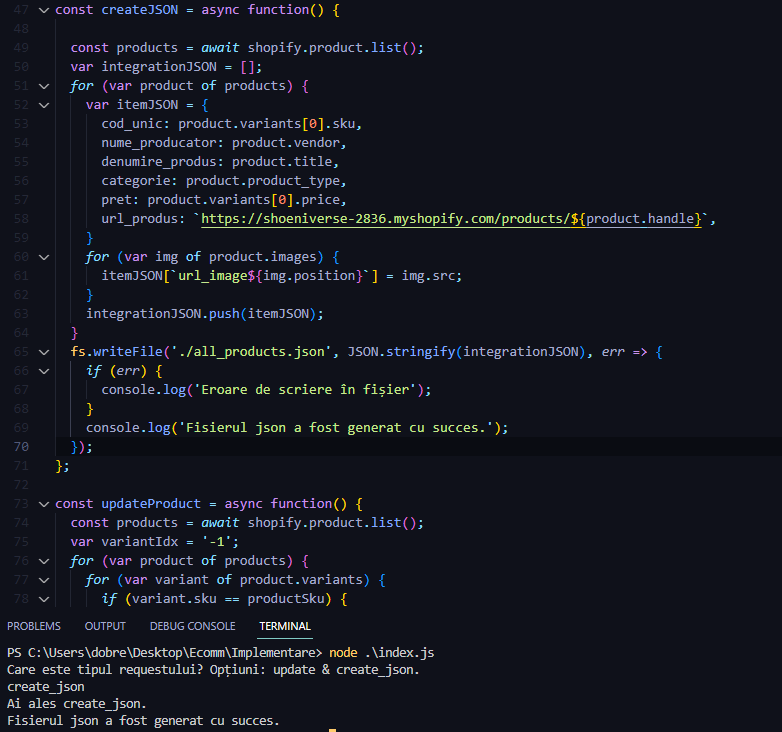 47 const createJSON = async function() {
48
49 const products = await shopify.product.list();
50 var integrationJSON = [];
51 for (var product of products) {
52 var itemJSON = {
53 cod_unic: product.variants[0].sku,
54 nume_producator: product.vendor,
55 denumire_produs: product.title,
56 categorie: product.product_type,
57 pret: product.variants[0].price,
58 url_produs: `https://shoeniverse-2836.myshopify.com/products/${product.handle}`,
59 }
60 for (var img of product.images) {
61 itemJSON[`url_image${img.position}`] = img.src;
62 }
63 integrationJSON.push(itemJSON);
64 }
65 fs.writeFile('./all_products.json', JSON.stringify(integrationJSON), err => {
66 if (err) {
67 console.log('Eroare de scriere în fișier');
68 }
69 console.log('Fisierul json a fost generat cu succes.');
70 });
71 };
72
73 const updateProduct = async function() {
74 const products = await shopify.product.list();
75 var variantIdx = '-1';
76 for (var product of products) {
77 for (var variant of product.variants) {
78 if (variant.sku == productSku) {
PROBLEMS OUTPUT DEBUG CONSOLE TERMINAL
PS C:\Users\dobre\Desktop\Ecomm\Implementare> node .\index.js
Care este tipul requestului? Opțiuni: update & create_json.
create_json
Ai ales create_json.
Fisierul json a fost generat cu succes.